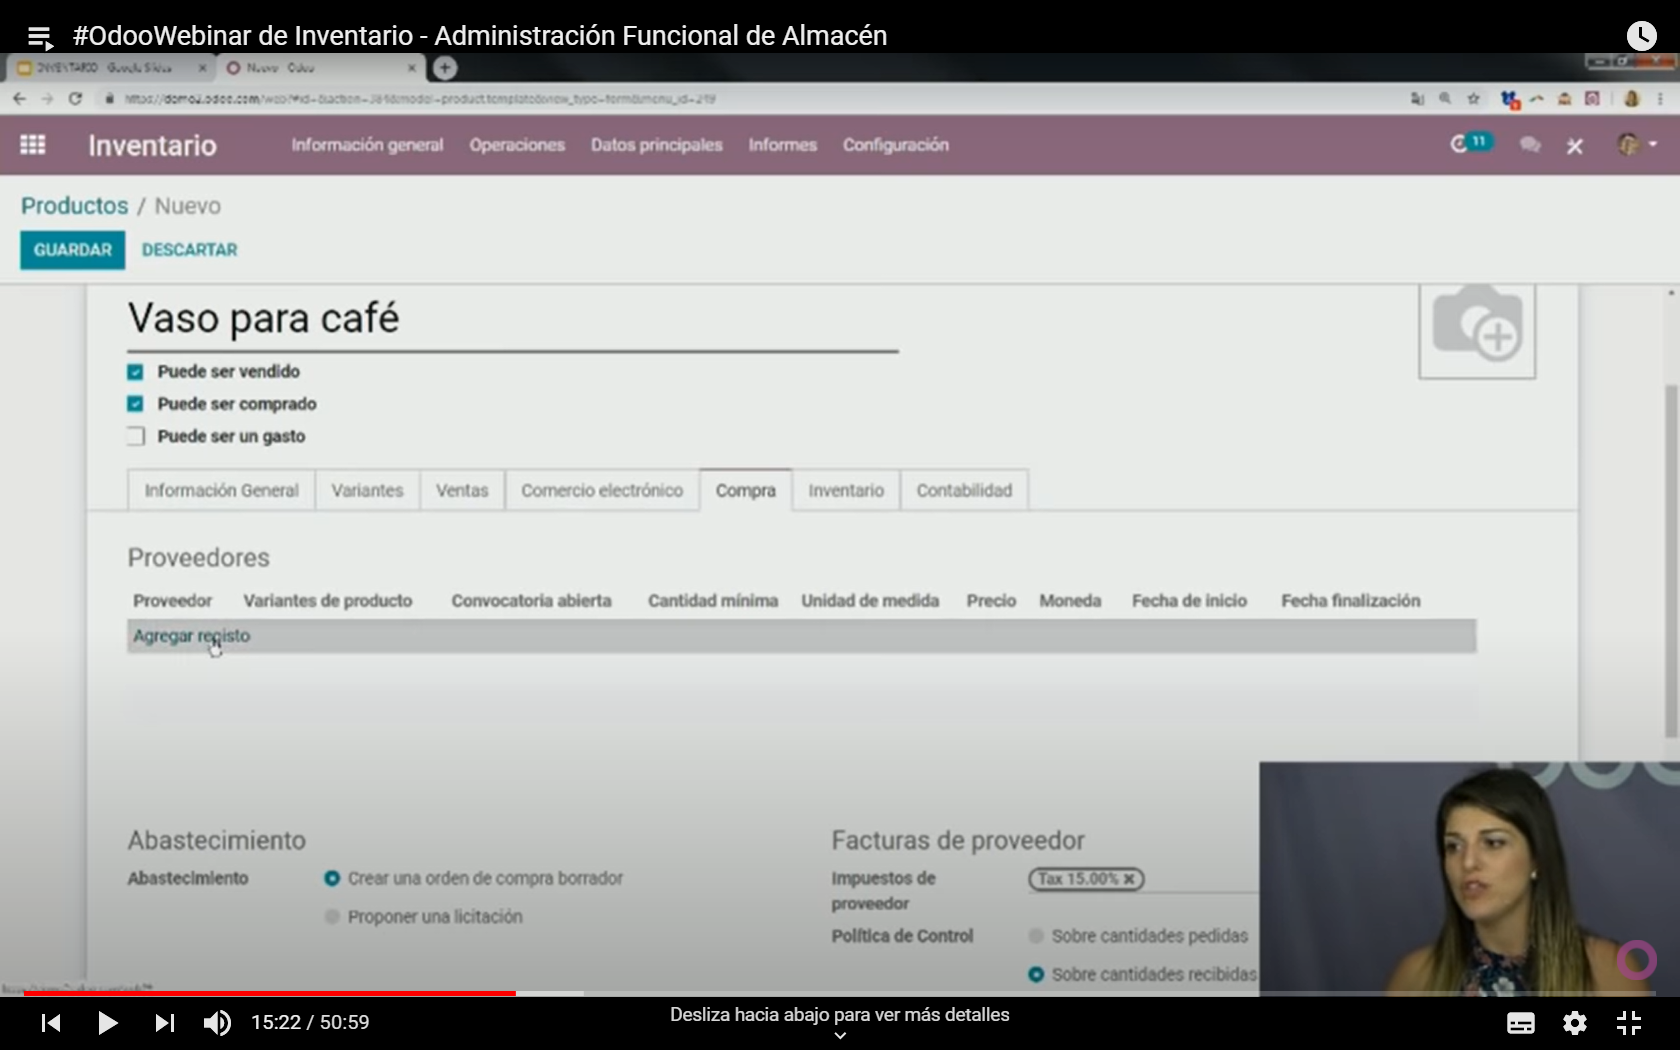 #OdooWebinar de Inventario - Administración Funcional de Almacén
INVENTARIO Google Slides
Nuevo Odoo
Inventario
Información general
Operaciones
Datos principales
Informes
Configuración
11
Productos / Nuevo
GUARDAR
DESCARTAR
Vaso para café
Puede ser vendido
Puede ser comprado
Puede ser un gasto
Información General
Variantes
Ventas
Comercio electrónico
Compra
Inventario
Contabilidad
Proveedores
Proveedor
Variantes de producto
Convocatoria abierta
Cantidad mínima
Unidad de medida
Precio
Moneda
Fecha de inicio
Fecha finalización
Agregar registo
Abastecimiento
Abastecimiento
Crear una orden de compra borrador
Proponer una licitación
Facturas de proveedor
Impuestos de
proveedor
Tax 15.00%
Política de Control
Sobre cantidades pedidas
Sobre cantidades recibidas
15:22 / 50:59
Desliza hacia abajo para ver más detalles